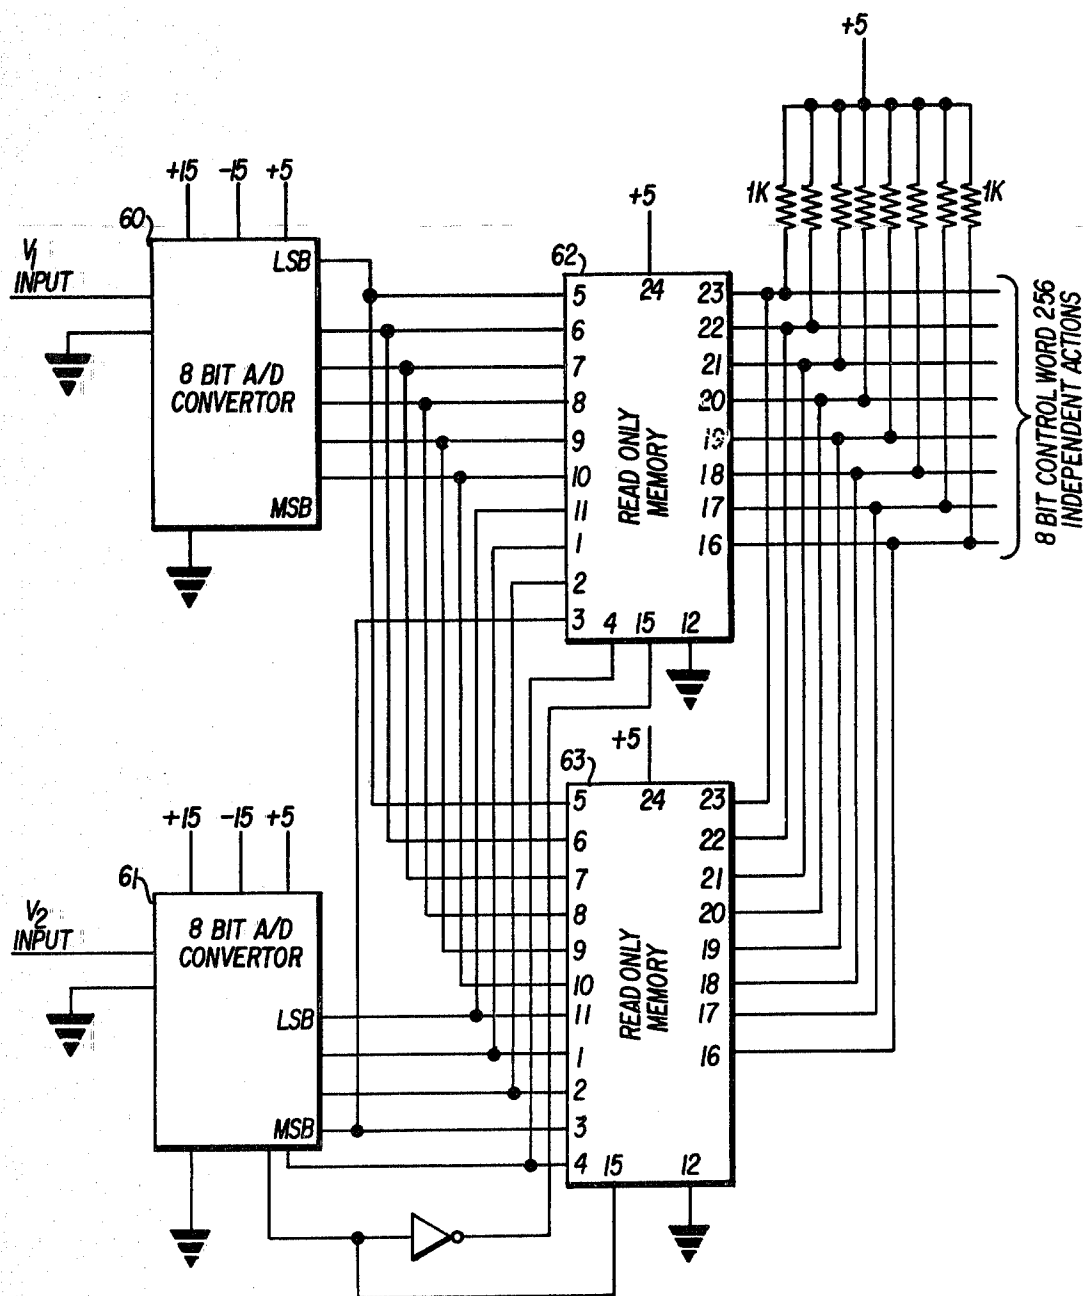 +5
1K
1K
+15 -15 +5
60
V1
INPUT
LSB
8 BIT A/D
CONVERTOR
MSB
+5
62
24
5
6
7
8
9
10
11
1
2
3
4 15 12
READ ONLY
MEMORY
23
22
21
20
19
18
17
16
8 BIT CONTROL WORD 256
INDEPENDENT ACTIONS
+15 -15 +5
61
V2
INPUT
8 BIT A/D
CONVERTOR
LSB
MSB
+5
63
24
5
6
7
8
9
10
11
1
2
3
4
15 12
READ ONLY
MEMORY
23
22
21
20
19
18
17
16